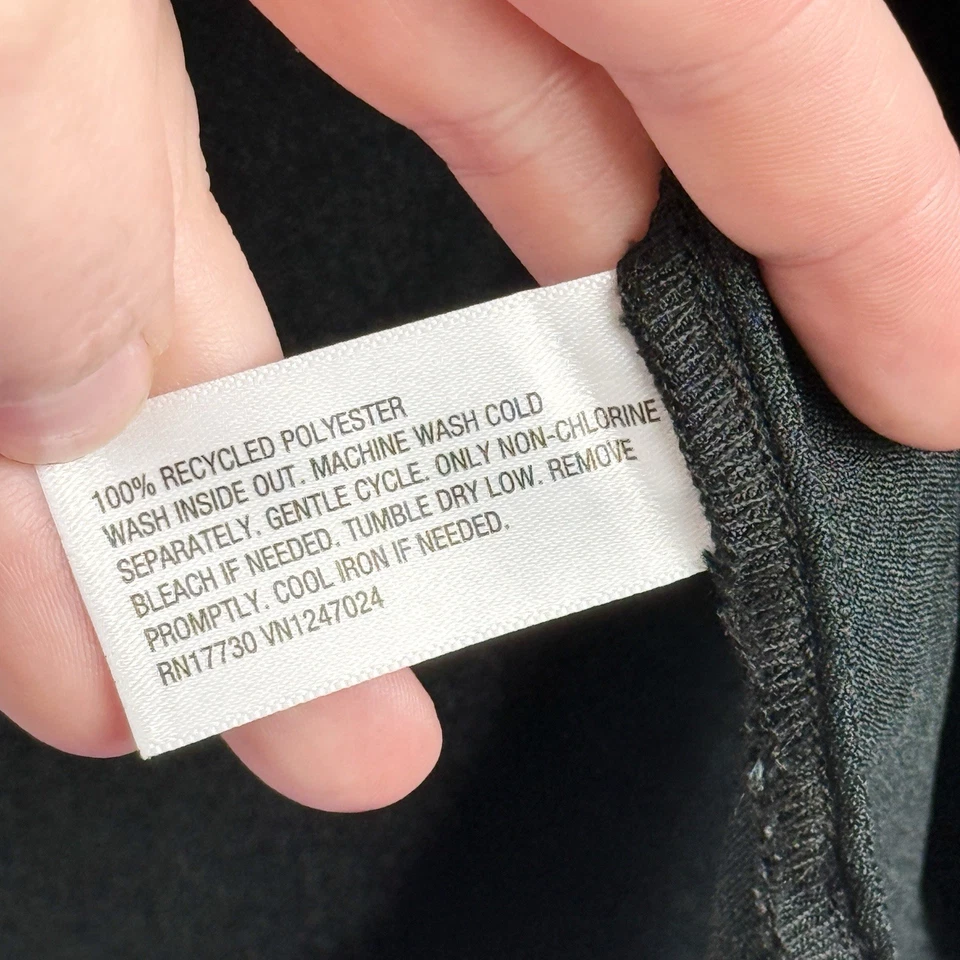 100% RECYCLED POLYESTER
WASH INSIDE OUT. MACHINE WASH COLD
SEPARATELY. GENTLE CYCLE. ONLY NON-CHLORINE
BLEACH IF NEEDED. TUMBLE DRY LOW. REMOVE
PROMPTLY. COOL IRON IF NEEDED.
RN17730 VN1247024